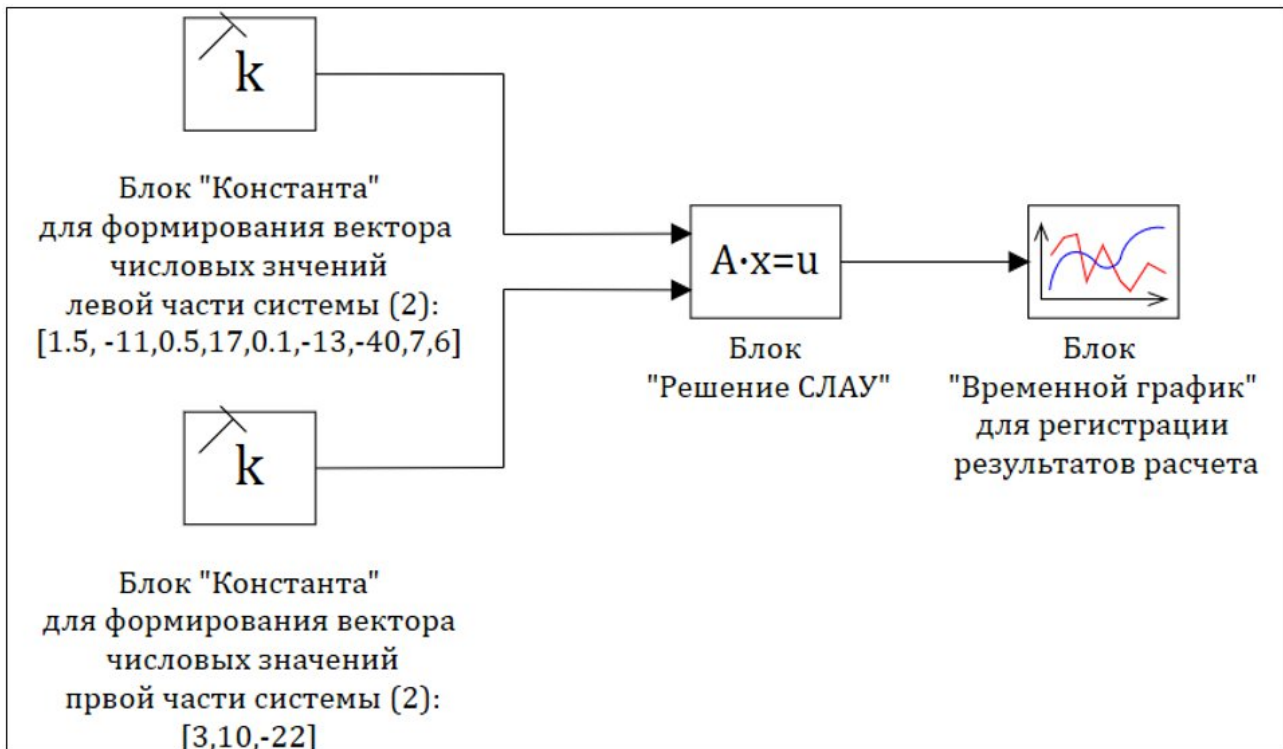 k
Блок "Константа"
для формирования вектора
числовых знчений
левой части системы (2):
[1.5, -11,0.5,17,0.1,-13,-40,7,6]
k
Блок "Константа"
для формирования вектора
числовых значений
првой части системы (2):
[3,10,-22]
A·x=u
Блок
"Решение СЛАУ"
Блок
"Временной график"
для регистрации
результатов расчета